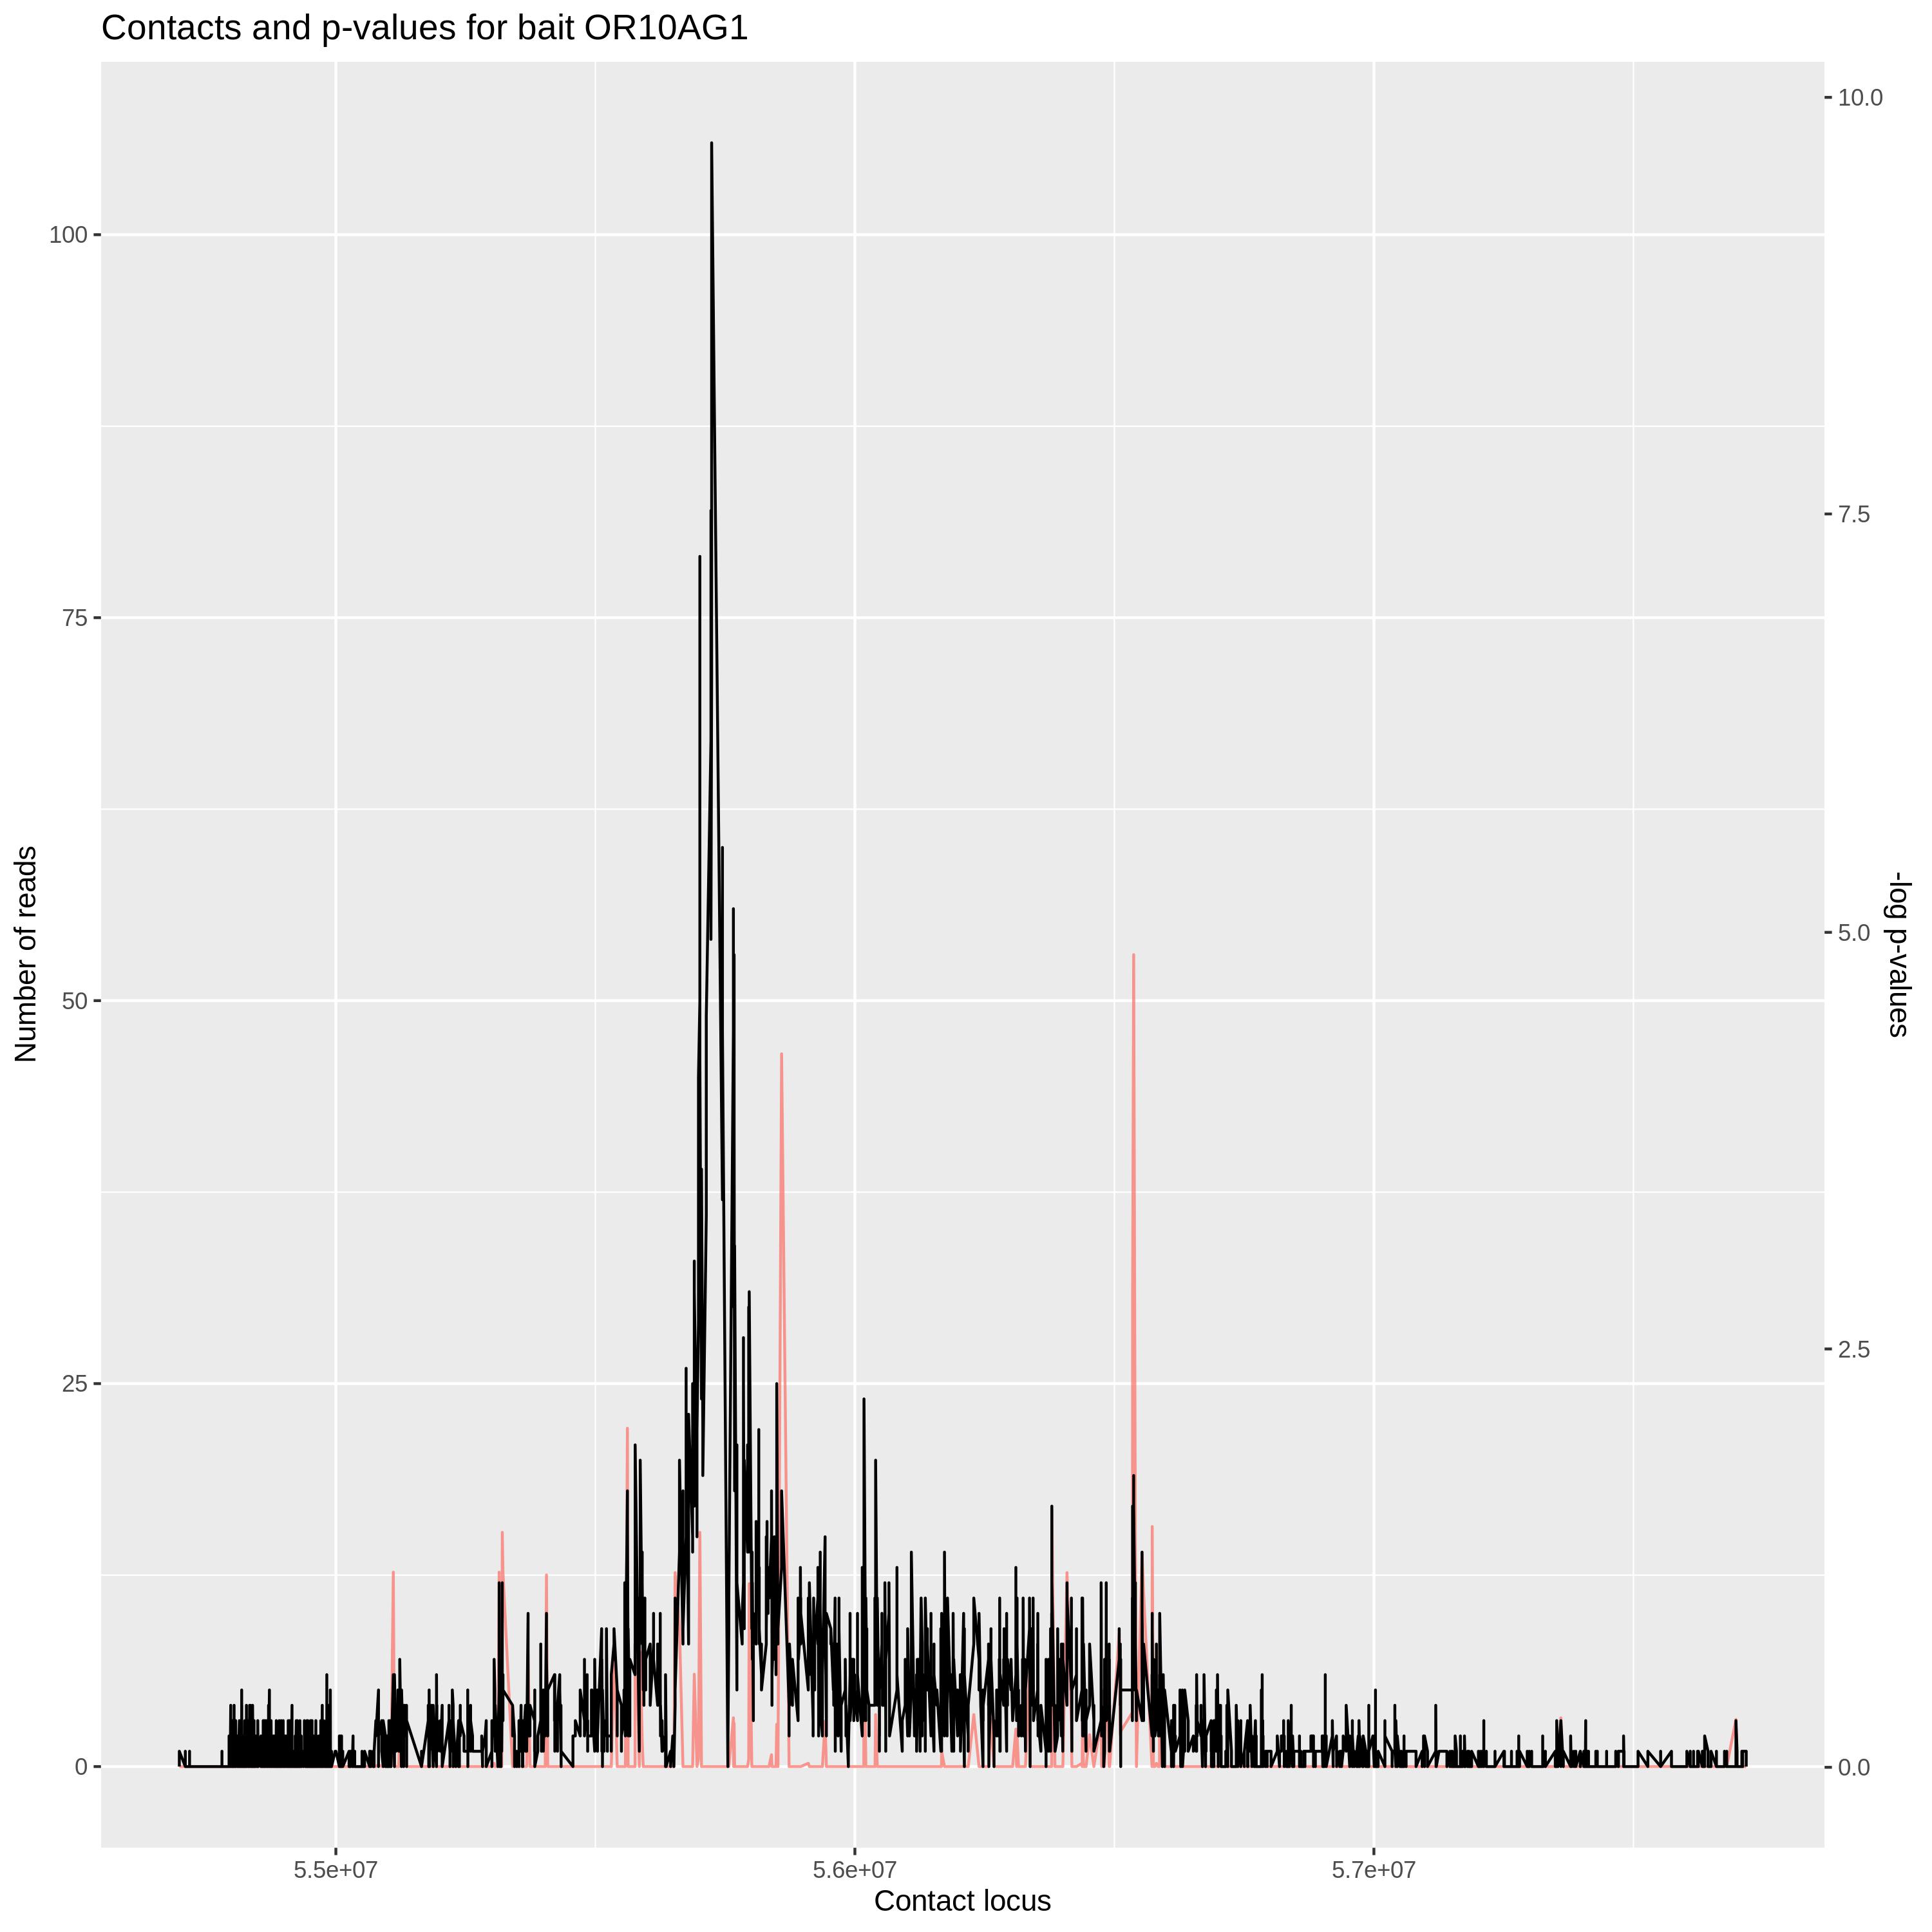 Contacts and p-values for bait OR10AG1
Number of reads
100
75
50
25
0
10.0
7.5
5.0
2.5
0.0
-log p-values
5.5e+07
5.6e+07
5.7e+07
Contact locus